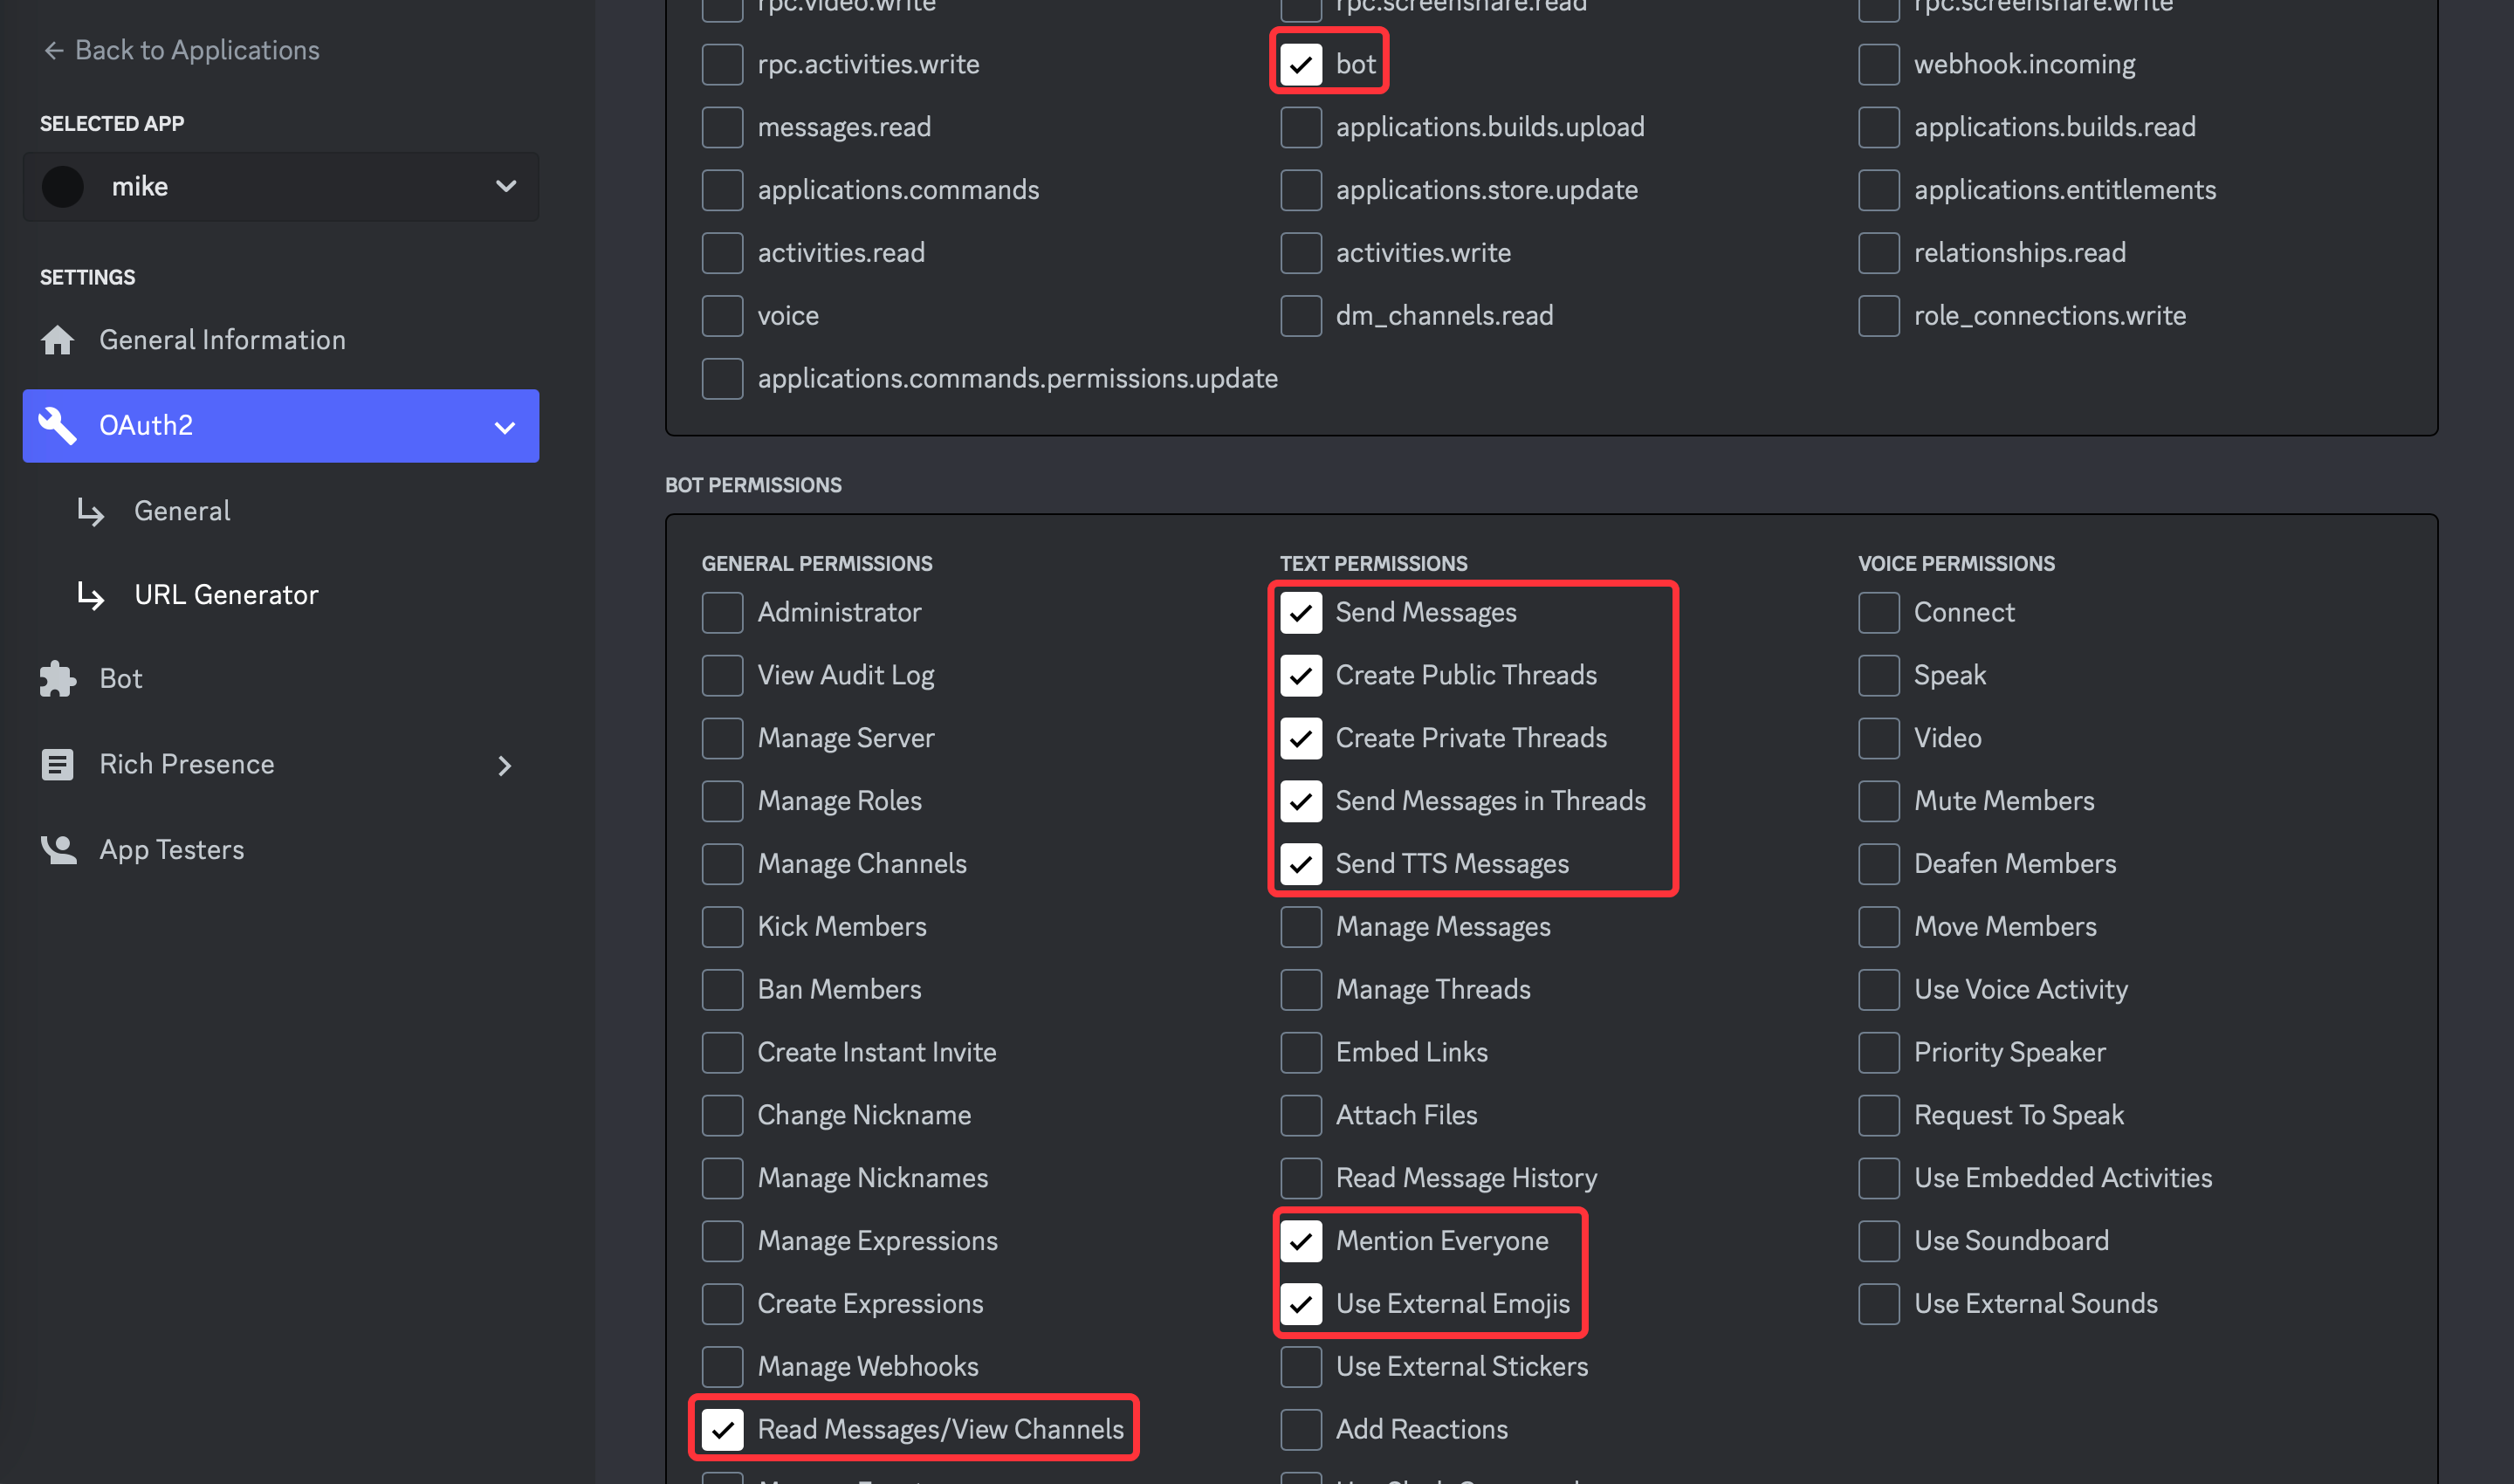 ← Back to Applications
SELECTED APP
mike
SETTINGS
General Information
OAuth2
General
URL Generator
Bot
Rich Presence
App Testers
rpc.video.write
rpc.screenshare.read
rpc.screenshare.write
rpc.activities.write
bot
webhook.incoming
messages.read
applications.builds.upload
applications.builds.read
applications.commands
applications.store.update
applications.entitlements
activities.read
activities.write
relationships.read
voice
dm_channels.read
role_connections.write
applications.commands.permissions.update
BOT PERMISSIONS
GENERAL PERMISSIONS
Administrator
View Audit Log
Manage Server
Manage Roles
Manage Channels
Kick Members
Ban Members
Create Instant Invite
Change Nickname
Manage Nicknames
Manage Expressions
Create Expressions
Manage Webhooks
Read Messages/View Channels
TEXT PERMISSIONS
Send Messages
Create Public Threads
Create Private Threads
Send Messages in Threads
Send TTS Messages
Manage Messages
Manage Threads
Embed Links
Attach Files
Read Message History
Mention Everyone
Use External Emojis
Use External Stickers
Add Reactions
VOICE PERMISSIONS
Connect
Speak
Video
Mute Members
Deafen Members
Move Members
Use Voice Activity
Priority Speaker
Request To Speak
Use Embedded Activities
Use Soundboard
Use External Sounds